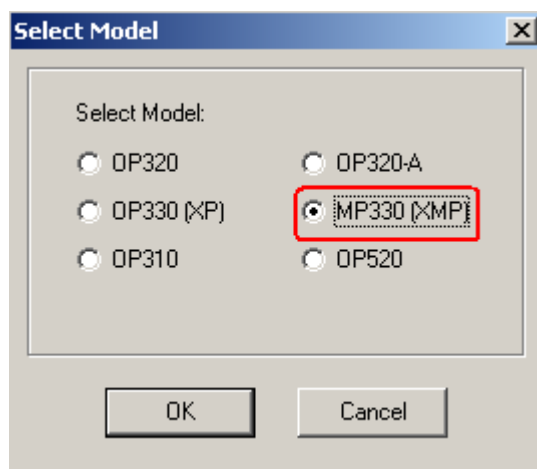 Select Model
Select Model:
OP320 OP320-A
OP330 (XP) MP330 (XMP)
OP310 OP520
OK Cancel